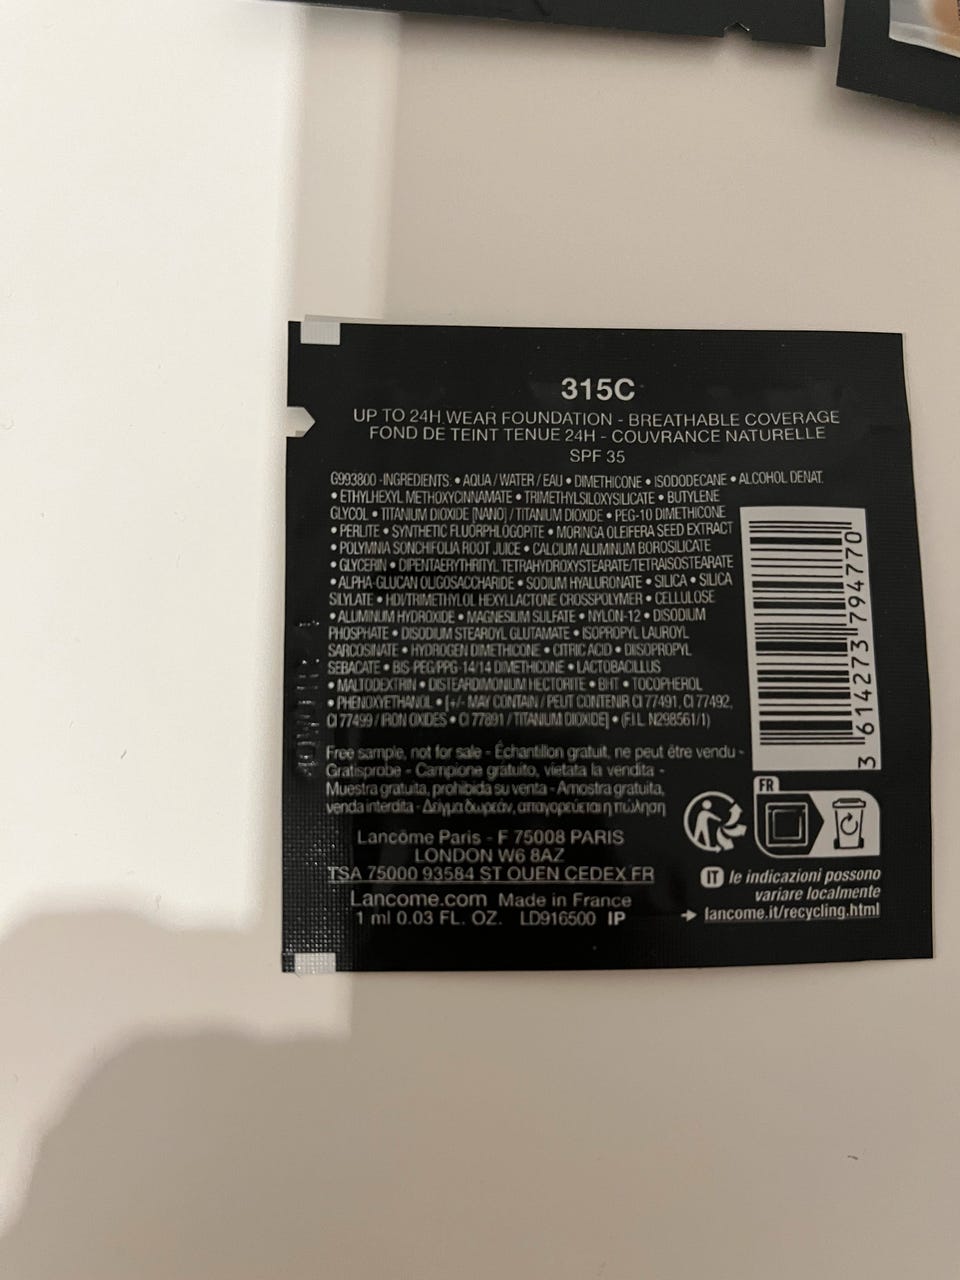 315C
UP TO 24H WEAR FOUNDATION - BREATHABLE COVERAGE
FOND DE TEINT TENUE 24H - COUVRANCE NATURELLE
SPF 35
G993800 -INGREDIENTS: • AQUA / WATER / EAU • DIMETHICONE • ISODODECANE • ALCOHOL DENAT.
• ETHYLHEXYL METHOXYCINNAMATE • TRIMETHYLSILOXYSILICATE • BUTYLENE
GLYCOL • TITANIUM DIOXIDE [NANO] / TITANIUM DIOXIDE • PEG-10 DIMETHICONE
• PERLITE • SYNTHETIC FLUORPHLOGOPITE • MORINGA OLEIFERA SEED EXTRACT
• POLYMNIA SONCHIFOLIA ROOT JUICE • CALCIUM ALUMINUM BOROSILICATE
• GLYCERIN • DIPENTAERYTHRITYL TETRAHYDROXYSTEARATE/TETRAISOSTEARATE
• ALPHA-GLUCAN OLIGOSACCHARIDE • SODIUM HYALURONATE • SILICA • SILICA
SILYLATE • HDI/TRIMETHYLOL HEXYLLACTONE CROSSPOLYMER • CELLULOSE
• ALUMINUM HYDROXIDE • MAGNESIUM SULFATE • NYLON-12 • DISODIUM
PHOSPHATE • DISODIUM STEAROYL GLUTAMATE • ISOPROPYL LAUROYL
SARCOSINATE • HYDROGEN DIMETHICONE • CITRIC ACID • DIISOPROPYL
SEBACATE • BIS-PEG/PPG-14/14 DIMETHICONE • LACTOBACILLUS
• MALTODEXTRIN • DISTEARDIMONIUM HECTORITE • BHT • TOCOPHEROL
• PHENOXYETHANOL • [+/- MAY CONTAIN / PEUT CONTENIR CI 77491, CI 77492,
CI 77499 / IRON OXIDES • CI 77891 / TITANIUM DIOXIDE] • (F.I.L. N298561/1)
3 614273 794770
Free sample, not for sale - Échantillon gratuit, ne peut être vendu -
Gratisprobe - Campione gratuito, vietata la vendita -
Muestra gratuita, prohibida su venta - Amostra gratuita,
venda interdita - Δείγμα δωρεάν, απαγορεύεται η πώληση
FR
Lancôme Paris - F 75008 PARIS
LONDON W6 8AZ
TSA 75000 93584 ST OUEN CEDEX FR
Lancome.com Made in France
1 ml 0.03 FL. OZ. LD916500 IP
IT le indicazioni possono
variare localmente
lancome.it/recycling.html